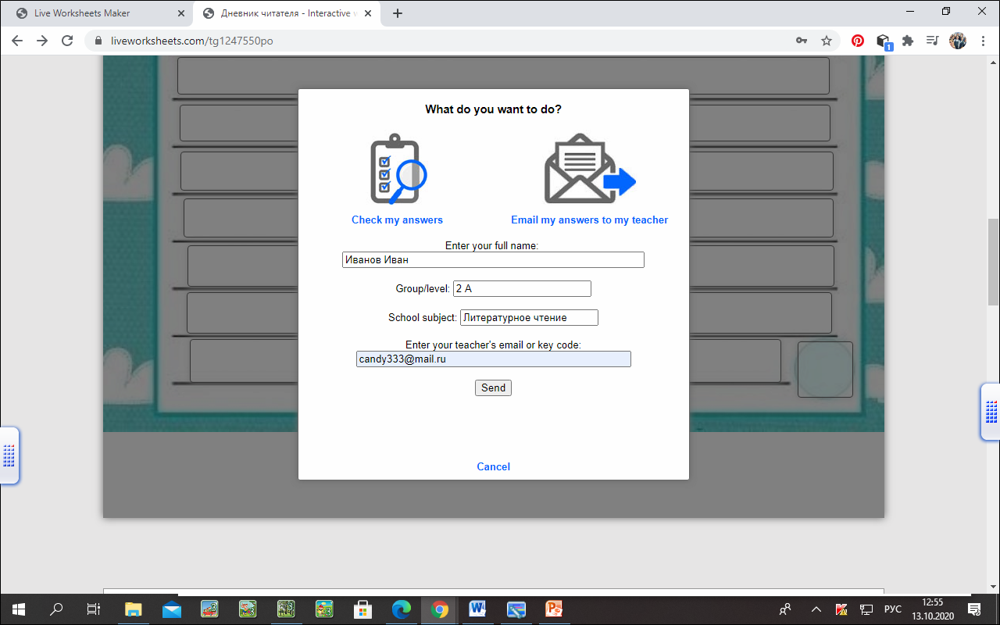 Live Worksheets Maker
Дневник читателя - Interactive w
liveworksheets.com/tg1247550po
1
What do you want to do?
Check my answers
Email my answers to my teacher
Enter your full name:
Иванов Иван
Group/level: 2 А
School subject: Литературное чтение
Enter your teacher's email or key code:
candy333@mail.ru
Send
Cancel
РУС
12:55
13.10.2020